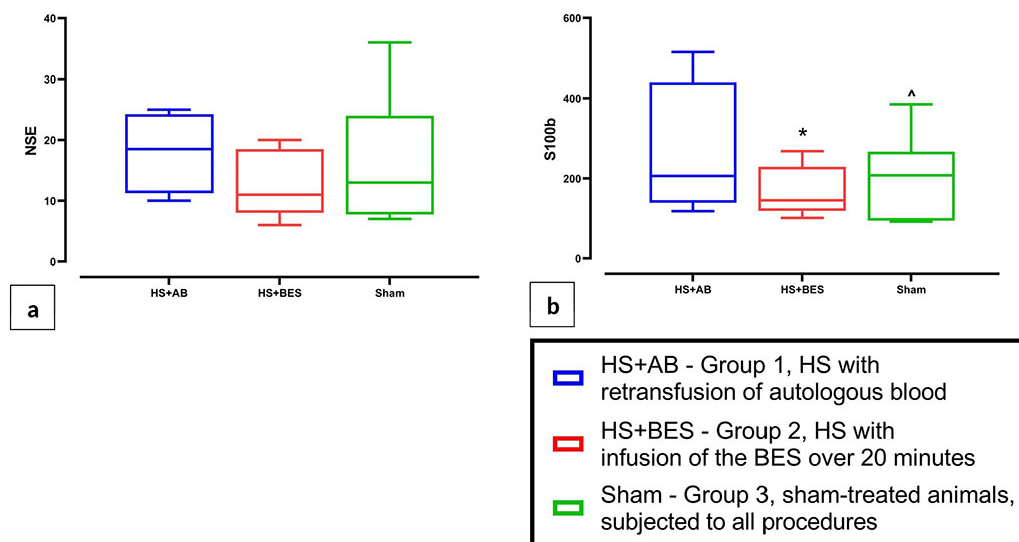 40
30
20
10
0
NSE
HS+AB
HS+BES
Sham
a
600
400
200
0
S100b
*
^
HS+AB
HS+BES
Sham
b
HS+AB - Group 1, HS with
retransfusion of autologous blood
HS+BES - Group 2, HS with
infusion of the BES over 20 minutes
Sham - Group 3, sham-treated animals,
subjected to all procedures